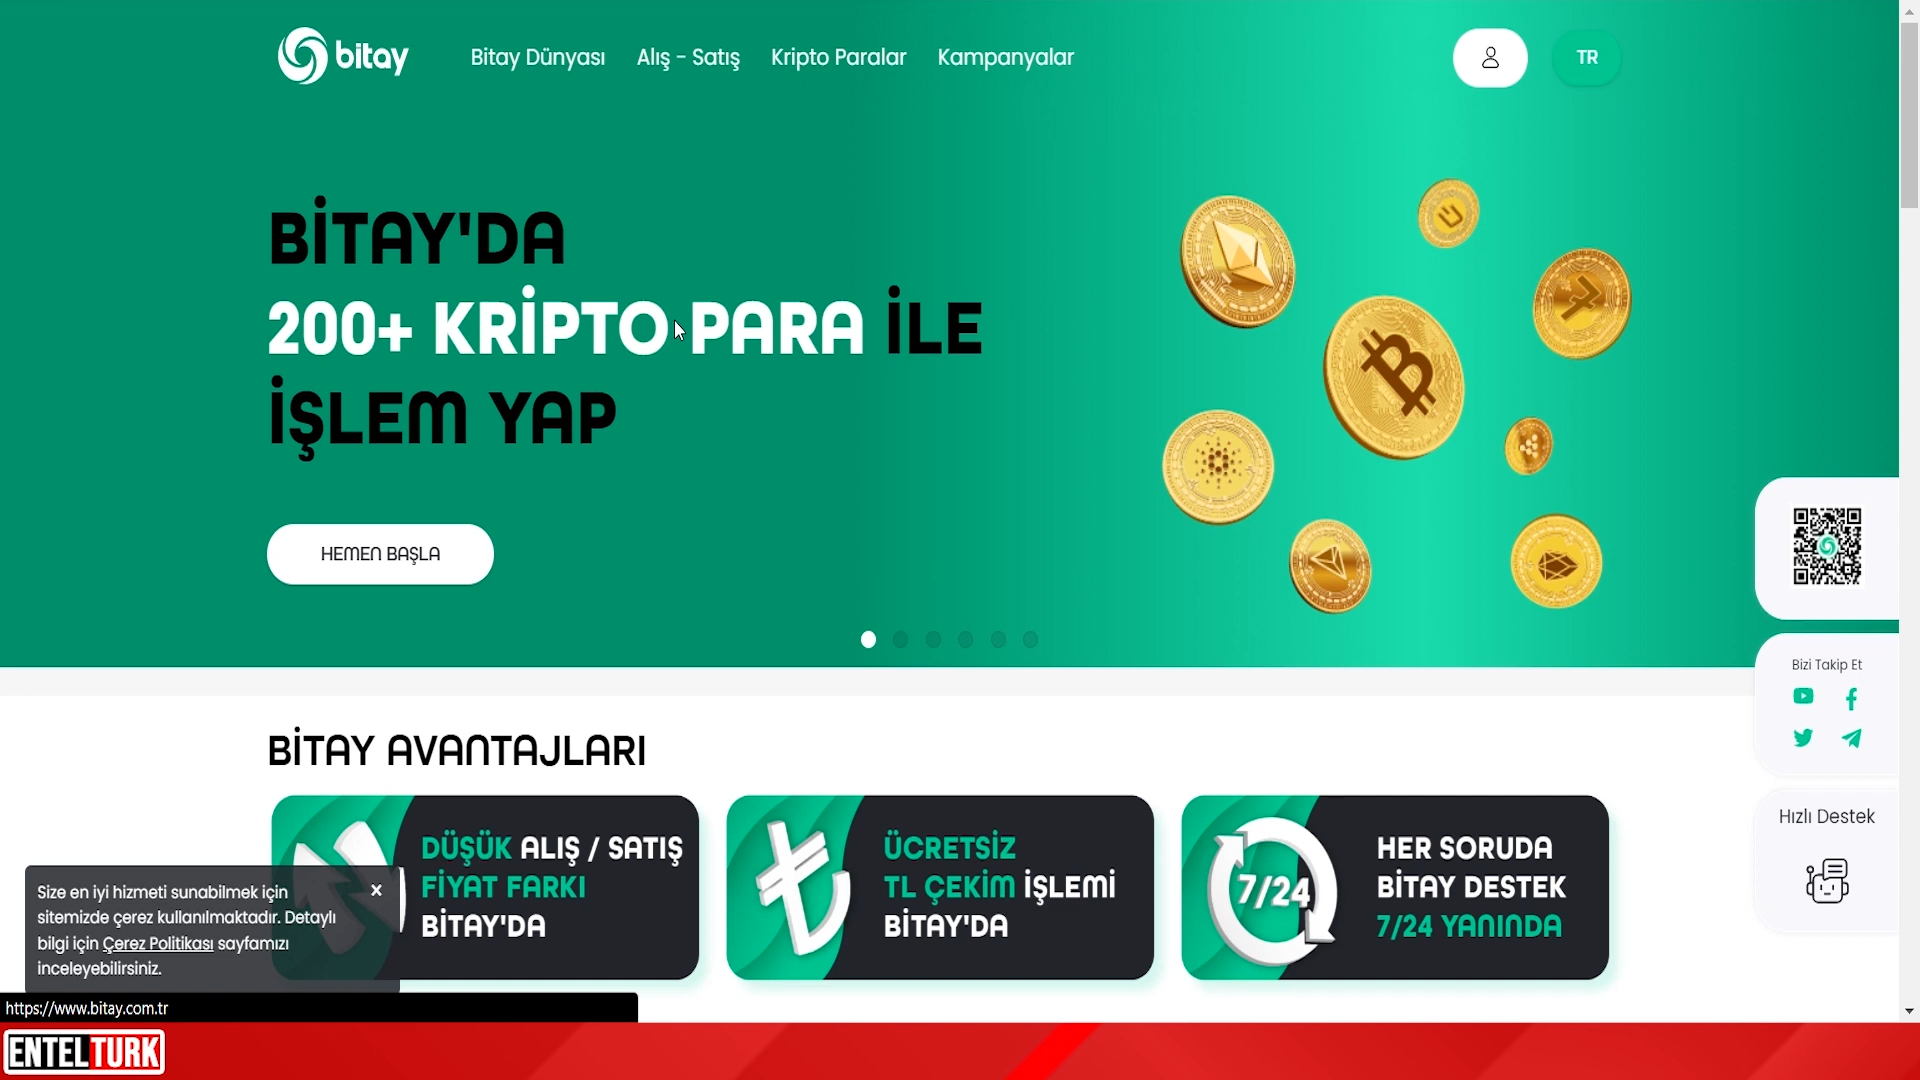 bitay
Bitay Dünyası
Alış - Satış
Kripto Paralar
Kampanyalar
TR
BİTAY'DA
200+ KRİPTO PARA İLE
İŞLEM YAP
HEMEN BAŞLA
Bizi Takip Et
Hızlı Destek
BİTAY AVANTAJLARI
DÜŞÜK ALIŞ / SATIŞ
FİYAT FARKI
BİTAY'DA
ÜCRETSİZ
TL ÇEKİM İŞLEMİ
BİTAY'DA
7/24
HER SORUDA
BİTAY DESTEK
7/24 YANINDA
Size en iyi hizmeti sunabilmek için
sitemizde çerez kullanılmaktadır. Detaylı
bilgi için Çerez Politikası sayfamızı
inceleyebilirsiniz.
https://www.bitay.com.tr
ENTELTURK